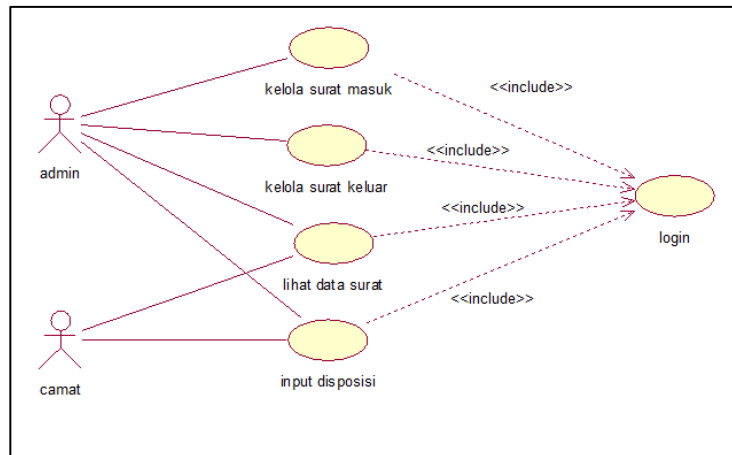 kelola surat masuk
<<include>>
admin
kelola surat keluar
<<include>>
lihat data surat
<<include>>
login
camat
input disposisi
<<include>>